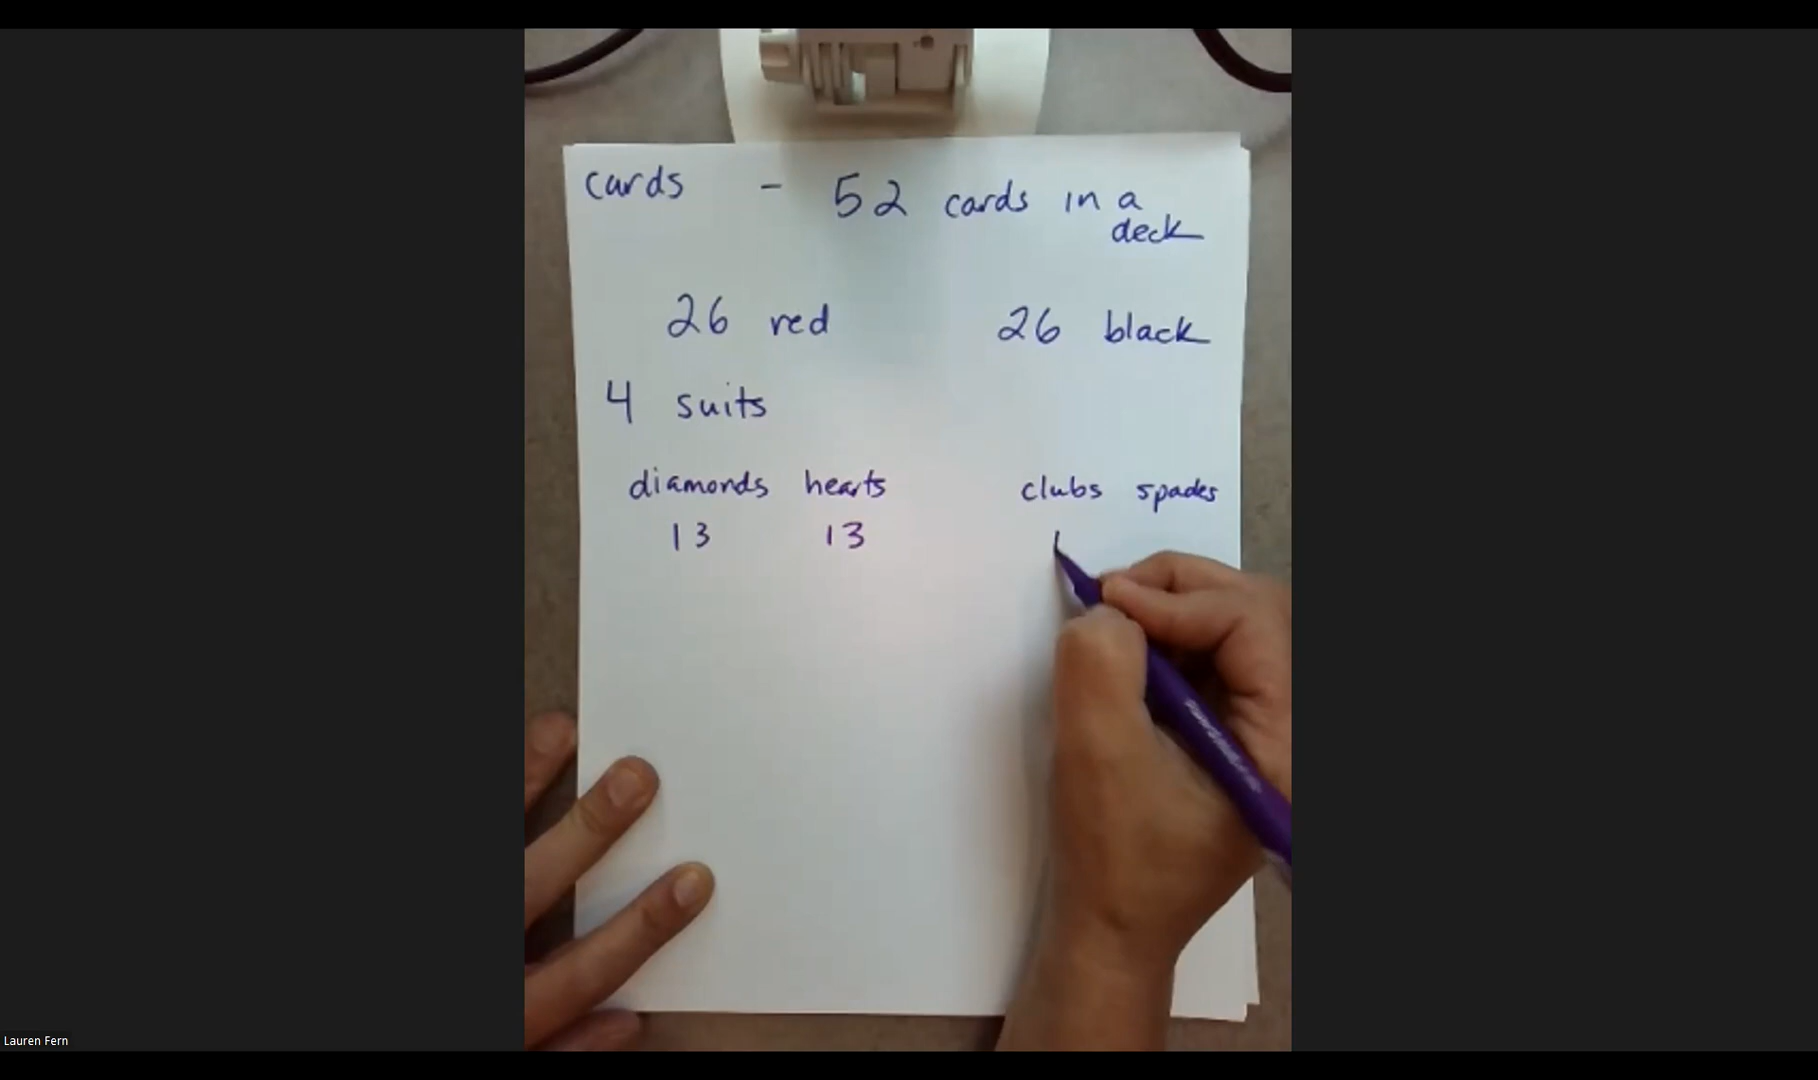 cards - 52 cards in a
deck
26 red 26 black
4 suits
diamonds hearts clubs spades
13 13 1
Lauren Fern